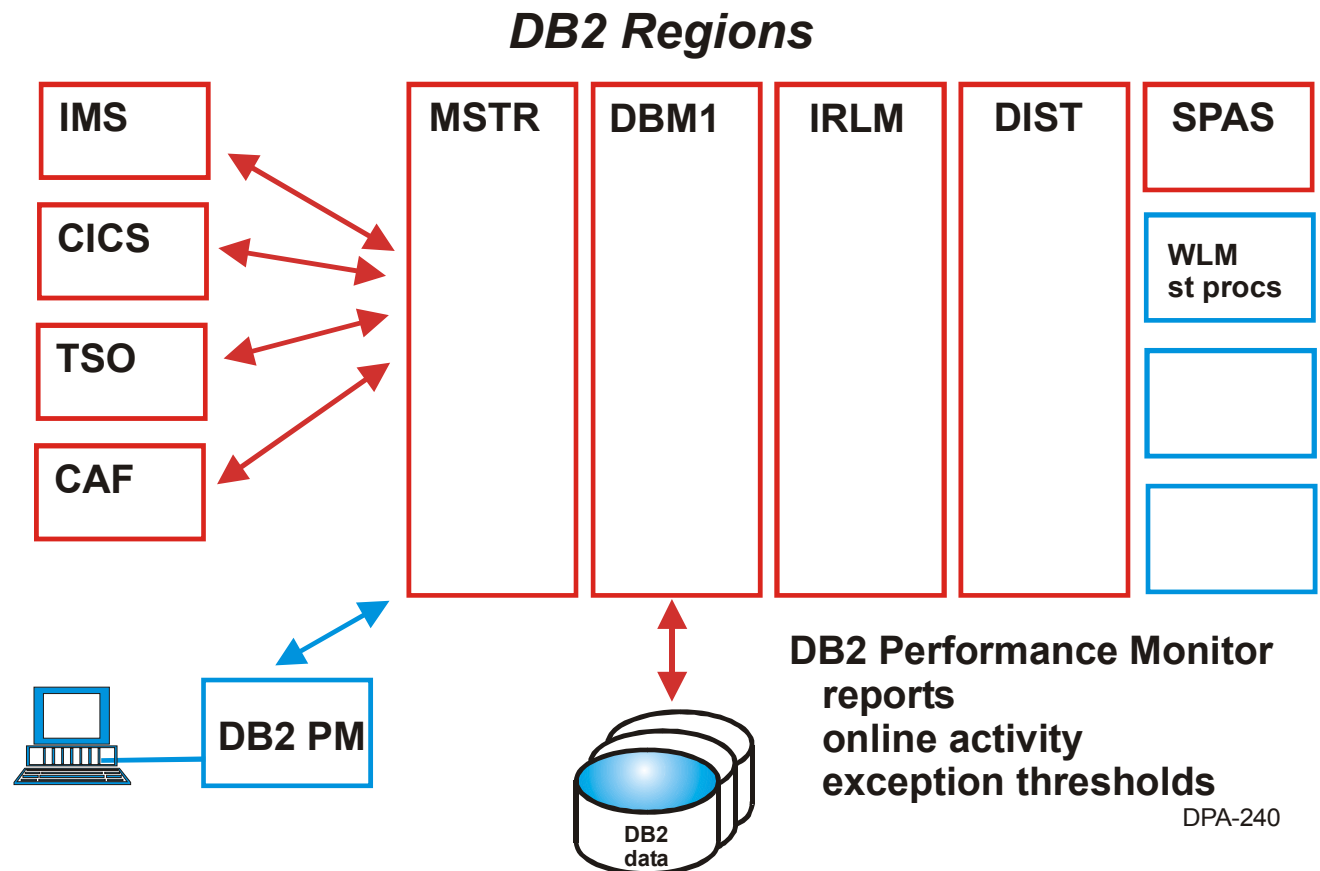 DB2 Regions
IMS
CICS
TSO
CAF
MSTR
DBM1
IRLM
DIST
SPAS
WLM
st procs
DB2 PM
DB2
data
DB2 Performance Monitor
reports
online activity
exception thresholds
DPA-240